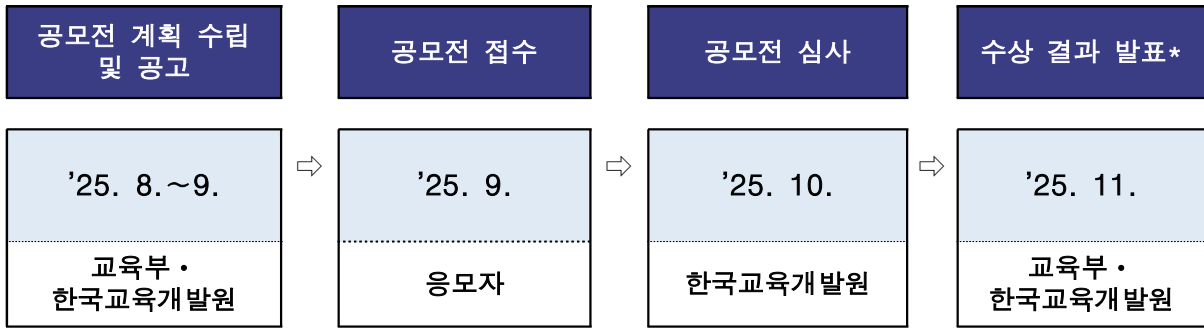 공모전 계획 수립
및 공고
공모전 접수
공모전 심사
수상 결과 발표*
’25. 8.~9.
⇨
’25. 9.
⇨
’25. 10.
⇨
’25. 11.
교육부·
한국교육개발원
응모자
한국교육개발원
교육부·
한국교육개발원